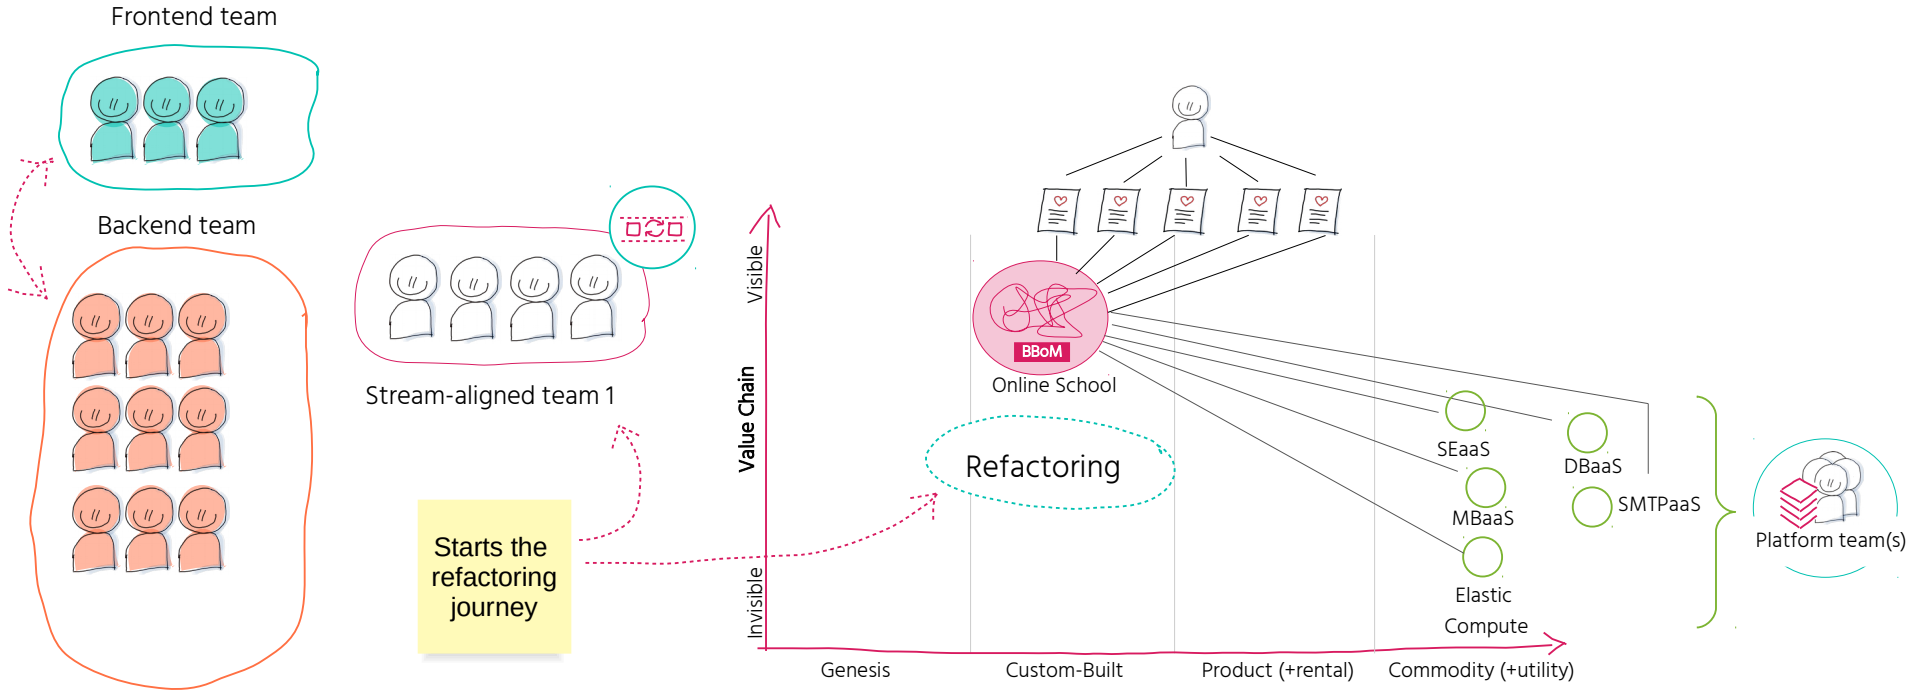 Frontend team
Backend team
Stream-aligned team 1
Starts the
refactoring
journey
Visible
Value Chain
Invisible
BBoM
Online School
Refactoring
SEaaS
DBaaS
MBaaS
SMTPaaS
Elastic
Compute
Platform team(s)
Genesis
Custom-Built
Product (+rental)
Commodity (+utility)